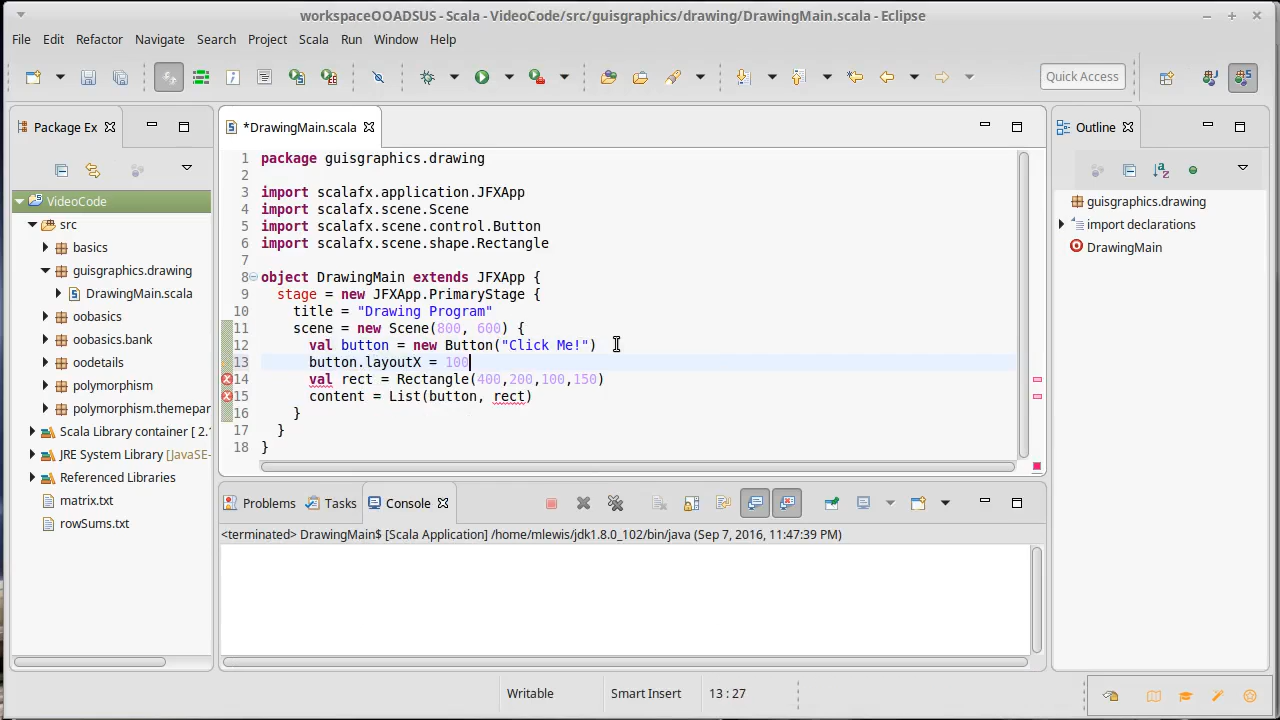 workspaceOOADSUS - Scala - VideoCode/src/guisgraphics/drawing/DrawingMain.scala - Eclipse
File Edit Refactor Navigate Search Project Scala Run Window Help
Quick Access
Package Ex
*DrawingMain.scala
Outline
VideoCode
src
basics
guisgraphics.drawing
DrawingMain.scala
oobasics
oobasics.bank
oodetails
polymorphism
polymorphism.themepar
Scala Library container [ 2.
JRE System Library [JavaSE-
Referenced Libraries
matrix.txt
rowSums.txt
1 package guisgraphics.drawing
2
3 import scalafx.application.JFXApp
4 import scalafx.scene.Scene
5 import scalafx.scene.control.Button
6 import scalafx.scene.shape.Rectangle
7
8 object DrawingMain extends JFXApp {
9 stage = new JFXApp.PrimaryStage {
10 title = "Drawing Program"
11 scene = new Scene(800, 600) {
12 val button = new Button("Click Me!")
13 button.layoutX = 100
14 val rect = Rectangle(400,200,100,150)
15 content = List(button, rect)
16 }
17 }
18 }
guisgraphics.drawing
import declarations
DrawingMain
Problems Tasks Console
<terminated> DrawingMain$ [Scala Application] /home/mlewis/jdk1.8.0_102/bin/java (Sep 7, 2016, 11:47:39 PM)
Writable Smart Insert 13 : 27